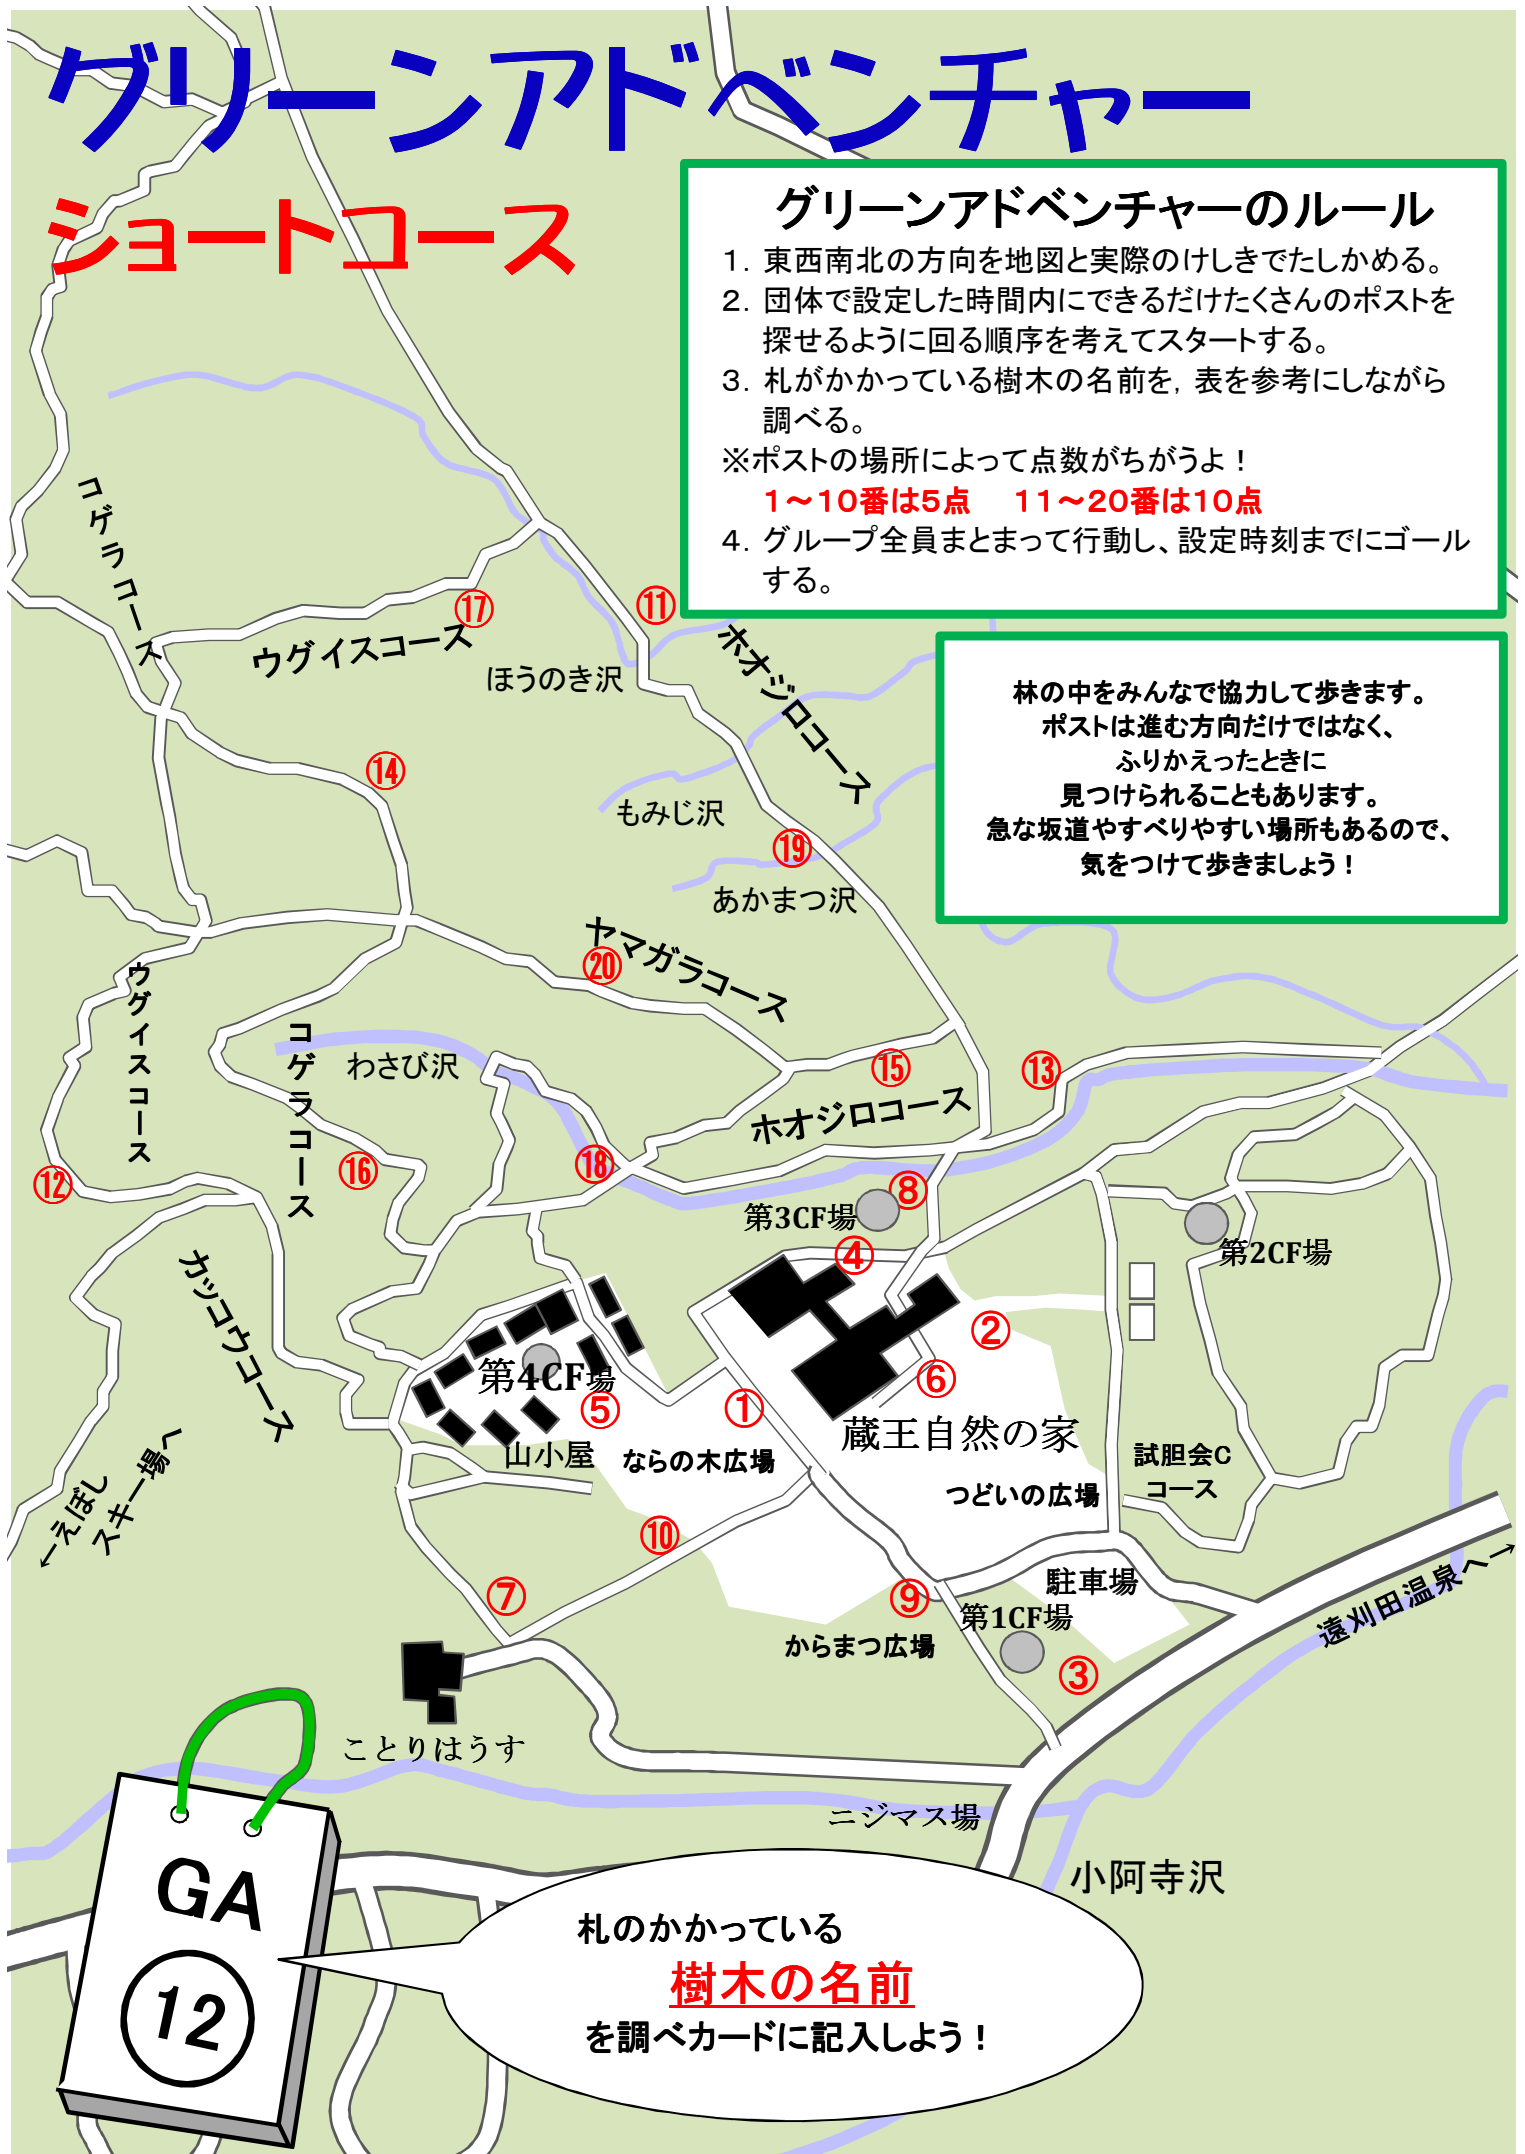 グリーンアドベンチャー
ショートコース
グリーンアドベンチャーのルール
1. 東西南北の方向を地図と実際のけしきでたしかめる。
2. 団体で設定した時間内にできるだけたくさんのポストを
探せるように回る順序を考えてスタートする。
3. 札がかかっている樹木の名前を, 表を参考にしながら
調べる。
※ポストの場所によって点数がちがうよ！
1～10番は5点 11～20番は10点
4. グループ全員まとまって行動し、設定時刻までにゴール
する。
林の中をみんなで協力して歩きます。
ポストは進む方向だけではなく、
ふりかえったときに
見つけられることもあります。
急な坂道やすべりやすい場所もあるので、
気をつけて歩きましょう！
コゲラコース
⑰
⑪
ウグイスコース
ほうのき沢
ホオジロコース
⑭
もみじ沢
⑲
あかまつ沢
ヤマガラコース
⑳
ウグイスコース
コゲラコース
わさび沢
⑮
⑬
ホオジロコース
⑫
⑯
⑱
⑧
第3CF場
④
第2CF場
カッコウコース
②
第4CF場
⑥
⑤
①
蔵王自然の家
山小屋
ならの木広場
つどいの広場
試胆会C
コース
←えぼし
スキー場へ
⑩
⑦
⑨
駐車場
第1CF場
遠刈田温泉へ→
からまつ広場
③
ことりはうす
ニジマス場
小阿寺沢
GA
12
札のかかっている
樹木の名前
を調べカードに記入しよう！